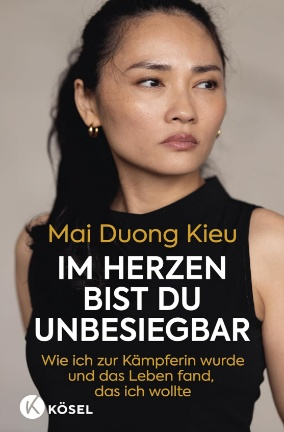 Mai Duong Kieu
IM HERZEN
BIST DU
UNBESIEGBAR
Wie ich zur Kämpferin wurde
und das Leben fand,
das ich wollte
K KÖSEL